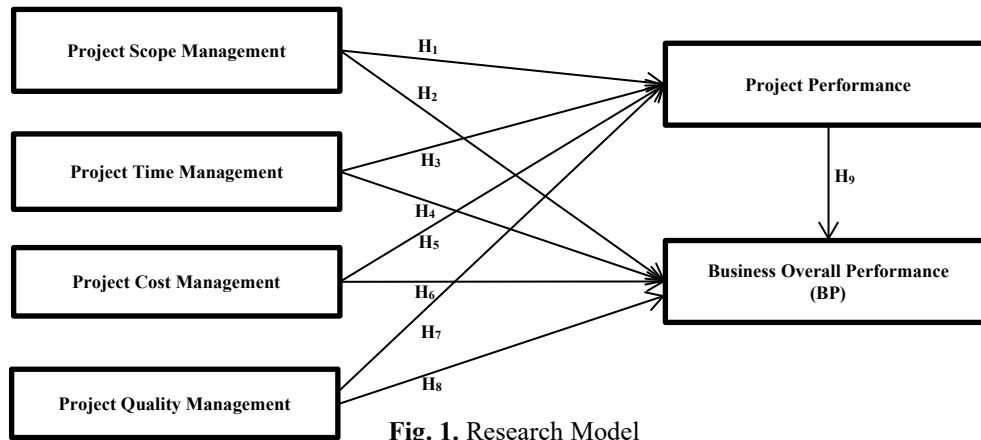 Project Scope Management
Project Time Management
Project Cost Management
Project Quality Management
H1
H2
H3
H4
H5
H6
H7
H8
Project Performance
H9
Business Overall Performance
(BP)
Fig. 1. Research Model